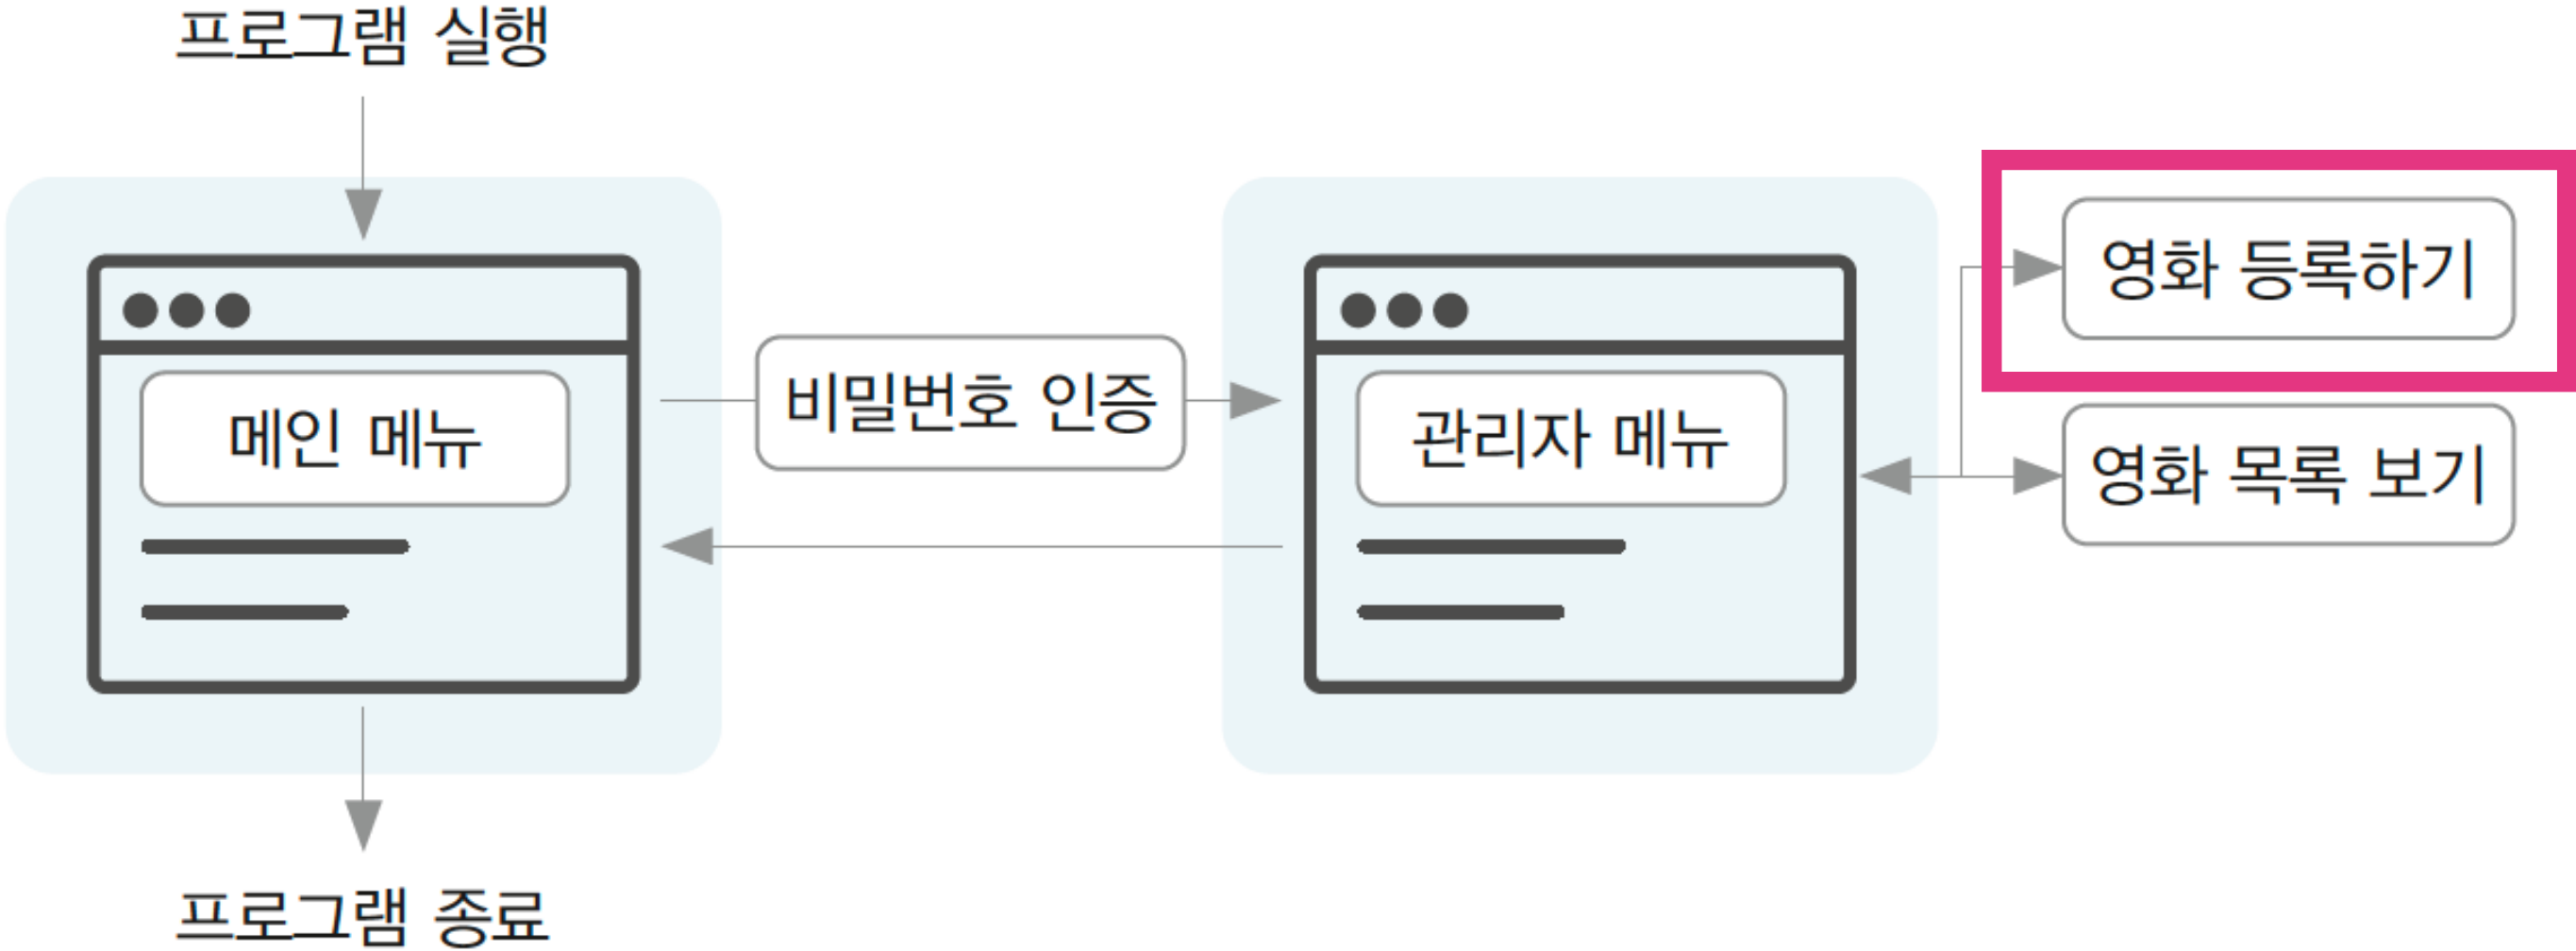 프로그램 실행
메인 메뉴
비밀번호 인증
관리자 메뉴
영화 등록하기
영화 목록 보기
프로그램 종료